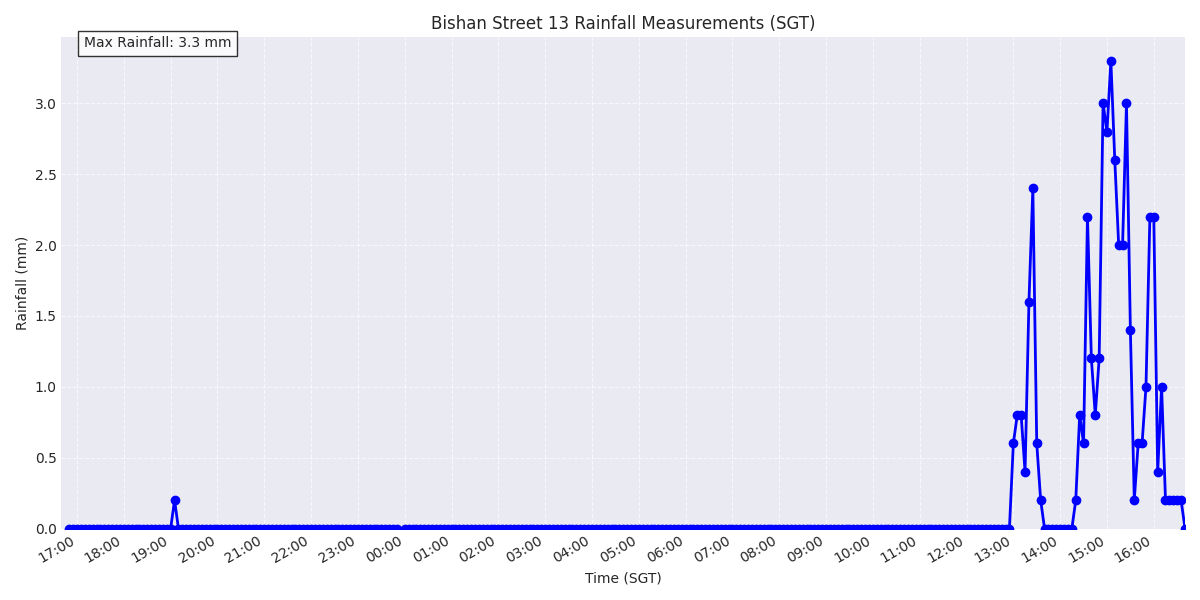 Bishan Street 13 Rainfall Measurements (SGT)
Max Rainfall: 3.3 mm
3.0
2.5
2.0
1.5
1.0
0.5
0.0
Rainfall (mm)
17:00 18:00 19:00 20:00 21:00 22:00 23:00 00:00 01:00 02:00 03:00 04:00 05:00 06:00 07:00 08:00 09:00 10:00 11:00 12:00 13:00 14:00 15:00 16:00
Time (SGT)